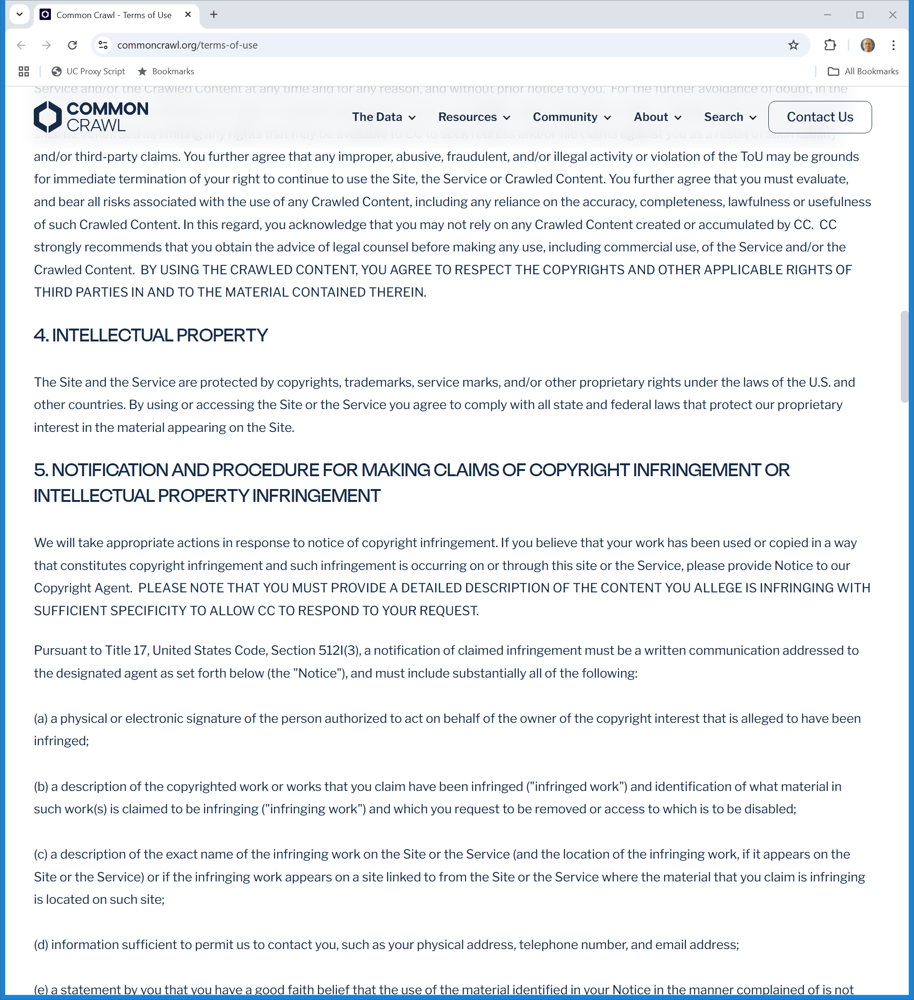 Common Crawl - Terms of Use
commoncrawl.org/terms-of-use
UC Proxy Script
Bookmarks
All Bookmarks
Service and/or the Crawled Content at any time and for any reason, and without prior notice to you.  For the further avoidance of doubt, in the
COMMON
CRAWL
The Data
Resources
Community
About
Search
Contact Us
shall be construed as limiting any rights that may be available to CC to seek redress and/or file claims against you as a result of such liability
and/or third-party claims. You further agree that any improper, abusive, fraudulent, and/or illegal activity or violation of the ToU may be grounds
for immediate termination of your right to continue to use the Site, the Service or Crawled Content. You further agree that you must evaluate,
and bear all risks associated with the use of any Crawled Content, including any reliance on the accuracy, completeness, lawfulness or usefulness
of such Crawled Content. In this regard, you acknowledge that you may not rely on any Crawled Content created or accumulated by CC.  CC
strongly recommends that you obtain the advice of legal counsel before making any use, including commercial use, of the Service and/or the
Crawled Content.  BY USING THE CRAWLED CONTENT, YOU AGREE TO RESPECT THE COPYRIGHTS AND OTHER APPLICABLE RIGHTS OF
THIRD PARTIES IN AND TO THE MATERIAL CONTAINED THEREIN.
4. INTELLECTUAL PROPERTY
The Site and the Service are protected by copyrights, trademarks, service marks, and/or other proprietary rights under the laws of the U.S. and
other countries. By using or accessing the Site or the Service you agree to comply with all state and federal laws that protect our proprietary
interest in the material appearing on the Site.
5. NOTIFICATION AND PROCEDURE FOR MAKING CLAIMS OF COPYRIGHT INFRINGEMENT OR
INTELLECTUAL PROPERTY INFRINGEMENT
We will take appropriate actions in response to notice of copyright infringement. If you believe that your work has been used or copied in a way
that constitutes copyright infringement and such infringement is occurring on or through this site or the Service, please provide Notice to our
Copyright Agent.  PLEASE NOTE THAT YOU MUST PROVIDE A DETAILED DESCRIPTION OF THE CONTENT YOU ALLEGE IS INFRINGING WITH
SUFFICIENT SPECIFICITY TO ALLOW CC TO RESPOND TO YOUR REQUEST.
Pursuant to Title 17, United States Code, Section 512I(3), a notification of claimed infringement must be a written communication addressed to
the designated agent as set forth below (the "Notice"), and must include substantially all of the following:
(a) a physical or electronic signature of the person authorized to act on behalf of the owner of the copyright interest that is alleged to have been
infringed;
(b) a description of the copyrighted work or works that you claim have been infringed ("infringed work") and identification of what material in
such work(s) is claimed to be infringing ("infringing work") and which you request to be removed or access to which is to be disabled;
(c) a description of the exact name of the infringing work on the Site or the Service (and the location of the infringing work, if it appears on the
Site or the Service) or if the infringing work appears on a site linked to from the Site or the Service where the material that you claim is infringing
is located on such site;
(d) information sufficient to permit us to contact you, such as your physical address, telephone number, and email address;
(e) a statement by you that you have a good faith belief that the use of the material identified in your Notice in the manner complained of is not